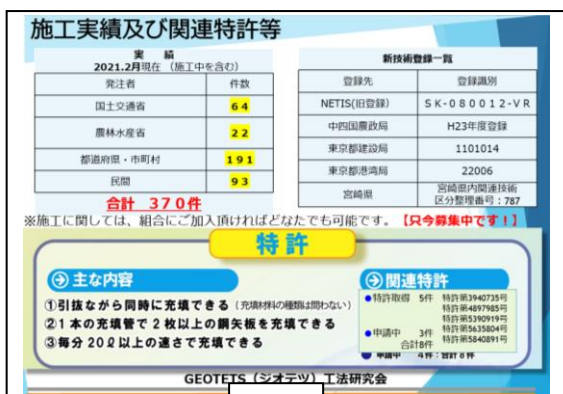 施工実績及び関連特許等
実 績
2021.2月現在 （施工中を含む）
発注者 件数
国土交通省 64
農林水産省 22
都道府県・市町村 191
民間 93
合計 370件
新技術登録一覧
登録先 登録識別
NETIS(旧登録) SK-080012-VR
中四国農政局 H23年度登録
東京都建設局 1101014
東京都港湾局 22006
宮崎県 宮崎県内関連技術
区分整理番号：787
※施工に関しては、組合にご加入頂ければどなたでも可能です。【只今募集中です！】
特許
主な内容
①引抜ながら同時に充填できる（充填材料の種類は問わない）
②1本の充填管で2枚以上の鋼矢板を充填できる
③毎分20ℓ以上の速さで充填できる
関連特許
●特許取得 5件 特許第3940735号
特許第4897985号
特許第5390919号
●申請中 3件 特許第5635804号
合計8件 特許第5840891号
● 申請中 4件：合計8件
GEOTETS（ジオテツ）工法研究会